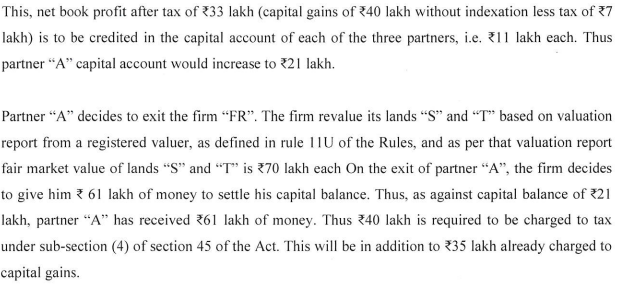 This, net book profit after tax of ₹33 lakh (capital gains of ₹40 lakh without indexation less tax of ₹7
lakh) is to be credited in the capital account of each of the three partners, i.e. ₹11 lakh each. Thus
partner “A” capital account would increase to ₹21 lakh.
Partner “A” decides to exit the firm “FR”. The firm revalue its lands “S” and “T” based on valuation
report from a registered valuer, as defined in rule 11U of the Rules, and as per that valuation report
fair market value of lands “S” and “T” is ₹70 lakh each On the exit of partner “A”, the firm decides
to give him ₹ 61 lakh of money to settle his capital balance. Thus, as against capital balance of ₹21
lakh, partner “A” has received ₹61 lakh of money. Thus ₹40 lakh is required to be charged to tax
under sub-section (4) of section 45 of the Act. This will be in addition to ₹35 lakh already charged to
capital gains.